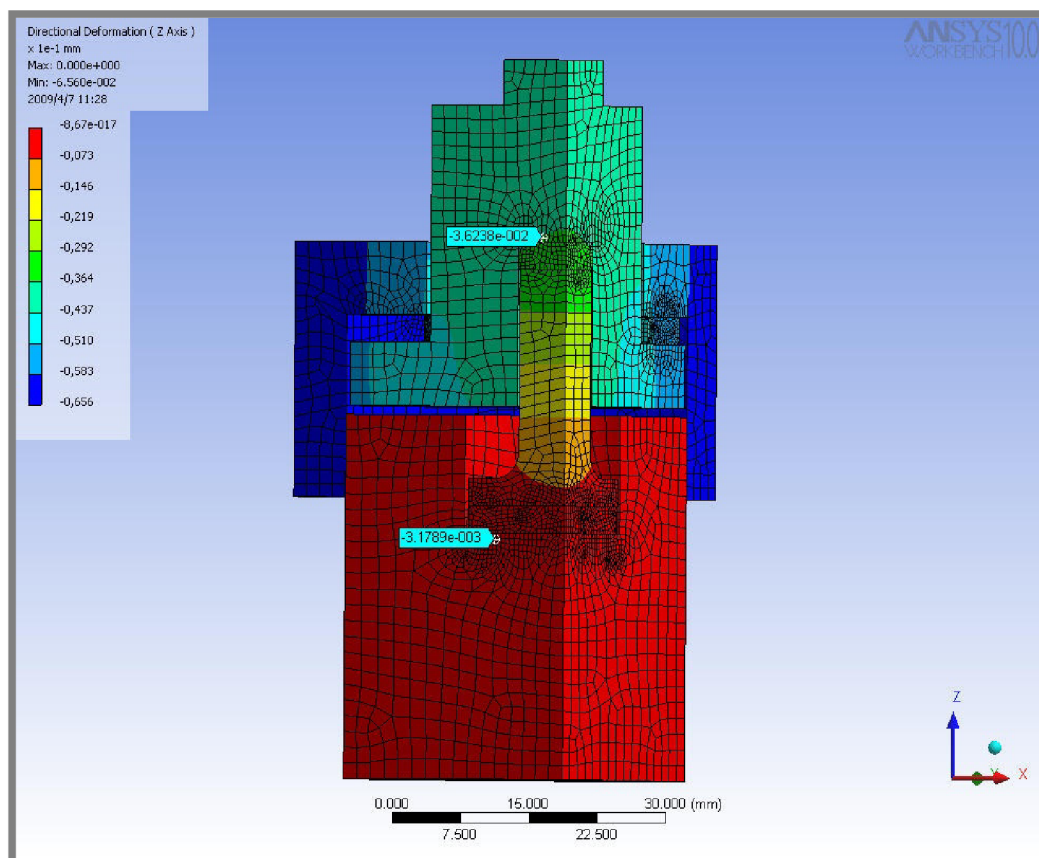 Directional Deformation ( Z Axis )
x 1e-1 mm
Max: 0.000e+000
Min: -6.560e-002
2009/4/7 11:28
ANSYS 10.0
WORKBENCH
-8,67e-017
-0,073
-0,146
-0,219
-0,292
-0,364
-0,437
-0,510
-0,583
-0,656
-3.6238e-002
-3.1789e-003
Z
X
Y
0.000 15.000 30.000 (mm)
7.500 22.500